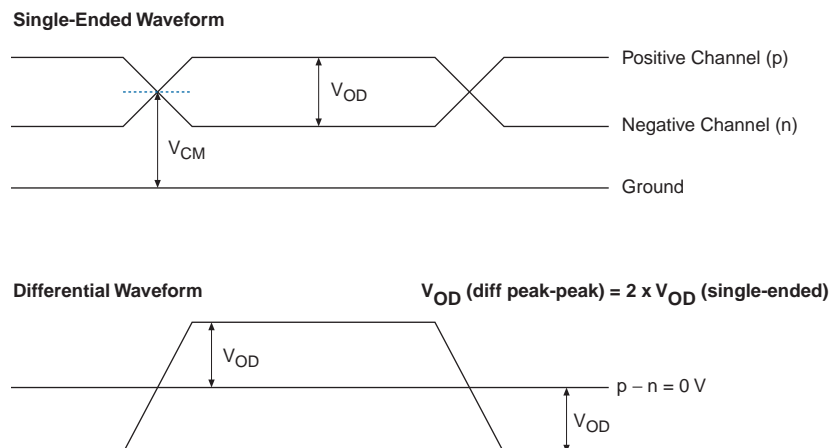 Single-Ended Waveform
Positive Channel (p)
VOD
Negative Channel (n)
VCM
Ground
Differential Waveform
VOD (diff peak-peak) = 2 x VOD (single-ended)
VOD
p − n = 0 V
VOD